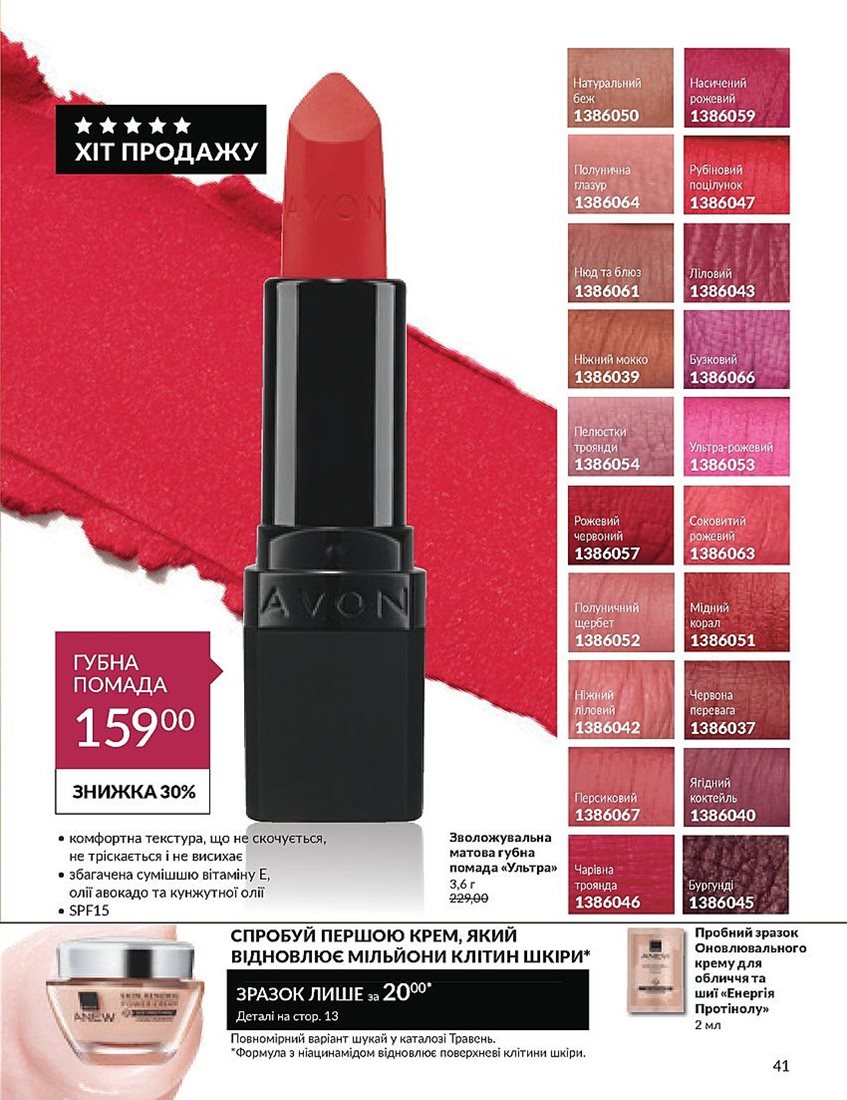 ХІТ ПРОДАЖУ
AVON
AVON
Натуральний
беж
1386050
Насичений
рожевий
1386059
Полунична
глазур
1386064
Рубіновий
поцілунок
1386047
Нюд та блюз
1386061
Ліловий
1386043
Ніжний мокко
1386039
Бузковий
1386066
Пелюстки
троянди
1386054
Ультра-рожевий
1386053
Рожевий
червоний
1386057
Соковитий
рожевий
1386063
Полуничний
щербет
1386052
Мідний
корал
1386051
Ніжний
ліловий
1386042
Червона
перевага
1386037
Персиковий
1386067
Ягідний
коктейль
1386040
Чарівна
троянда
1386046
Бургунді
1386045
ГУБНА
ПОМАДА
159⁰⁰
ЗНИЖКА 30%
• комфортна текстура, що не скочується,
не тріскається і не висихає
• збагачена сумішшю вітаміну Е,
олії авокадо та кунжутної олії
• SPF15
Зволожувальна
матова губна
помада «Ультра»
3,6 г
229,00
СПРОБУЙ ПЕРШОЮ КРЕМ, ЯКИЙ
ВІДНОВЛЮЄ МІЛЬЙОНИ КЛІТИН ШКІРИ*
ЗРАЗОК ЛИШЕ за 20⁰⁰*
Деталі на стор. 13
Повномірний варіант шукай у каталозі Травень.
*Формула з ніацинамідом відновлює поверхневі клітини шкіри.
SKIN RENEWAL
POWER CREAM
ANEW
ANEW
Пробний зразок
Оновлювального
крему для
обличчя та
шиї «Енергія
Протінолу»
2 мл
41